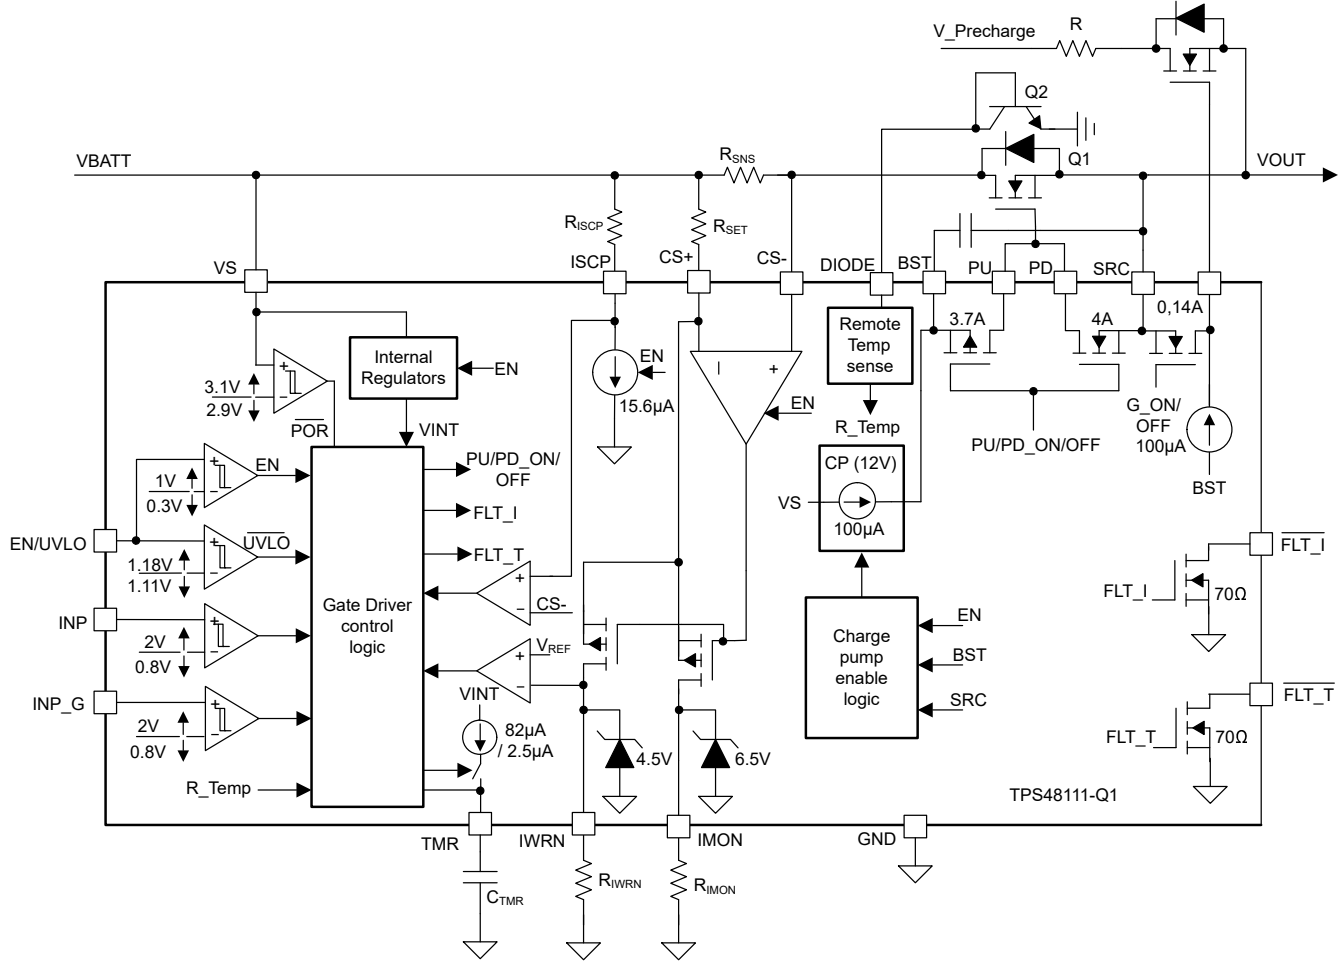 V_Precharge
R
Q2
VBATT
RSNS
Q1
VOUT
RISCP
RSET
VS
ISCP
CS+
CS-
DIODE
BST
PU
PD
SRC
0,14A
3.7A
4A
Remote
Temp
sense
Internal
Regulators
EN
EN
15.6µA
EN
3.1V
2.9V
POR
VINT
R_Temp
G_ON/
OFF
100µA
PU/PD_ON/OFF
BST
CP (12V)
VS
100µA
EN
1V
0.3V
PU/PD_ON/
OFF
FLT_I
FLT_T
EN/UVLO
UVLO
1.18V
1.11V
CS-
FLT_I
FLT_I
70Ω
Gate Driver
control
logic
INP
2V
0.8V
VREF
Charge
pump
enable
logic
EN
BST
SRC
INP_G
2V
0.8V
VINT
82µA
/ 2.5µA
4.5V
6.5V
FLT_T
FLT_T
70Ω
R_Temp
TPS48111-Q1
TMR
IWRN
IMON
GND
CTMR
RIWRN
RIMON